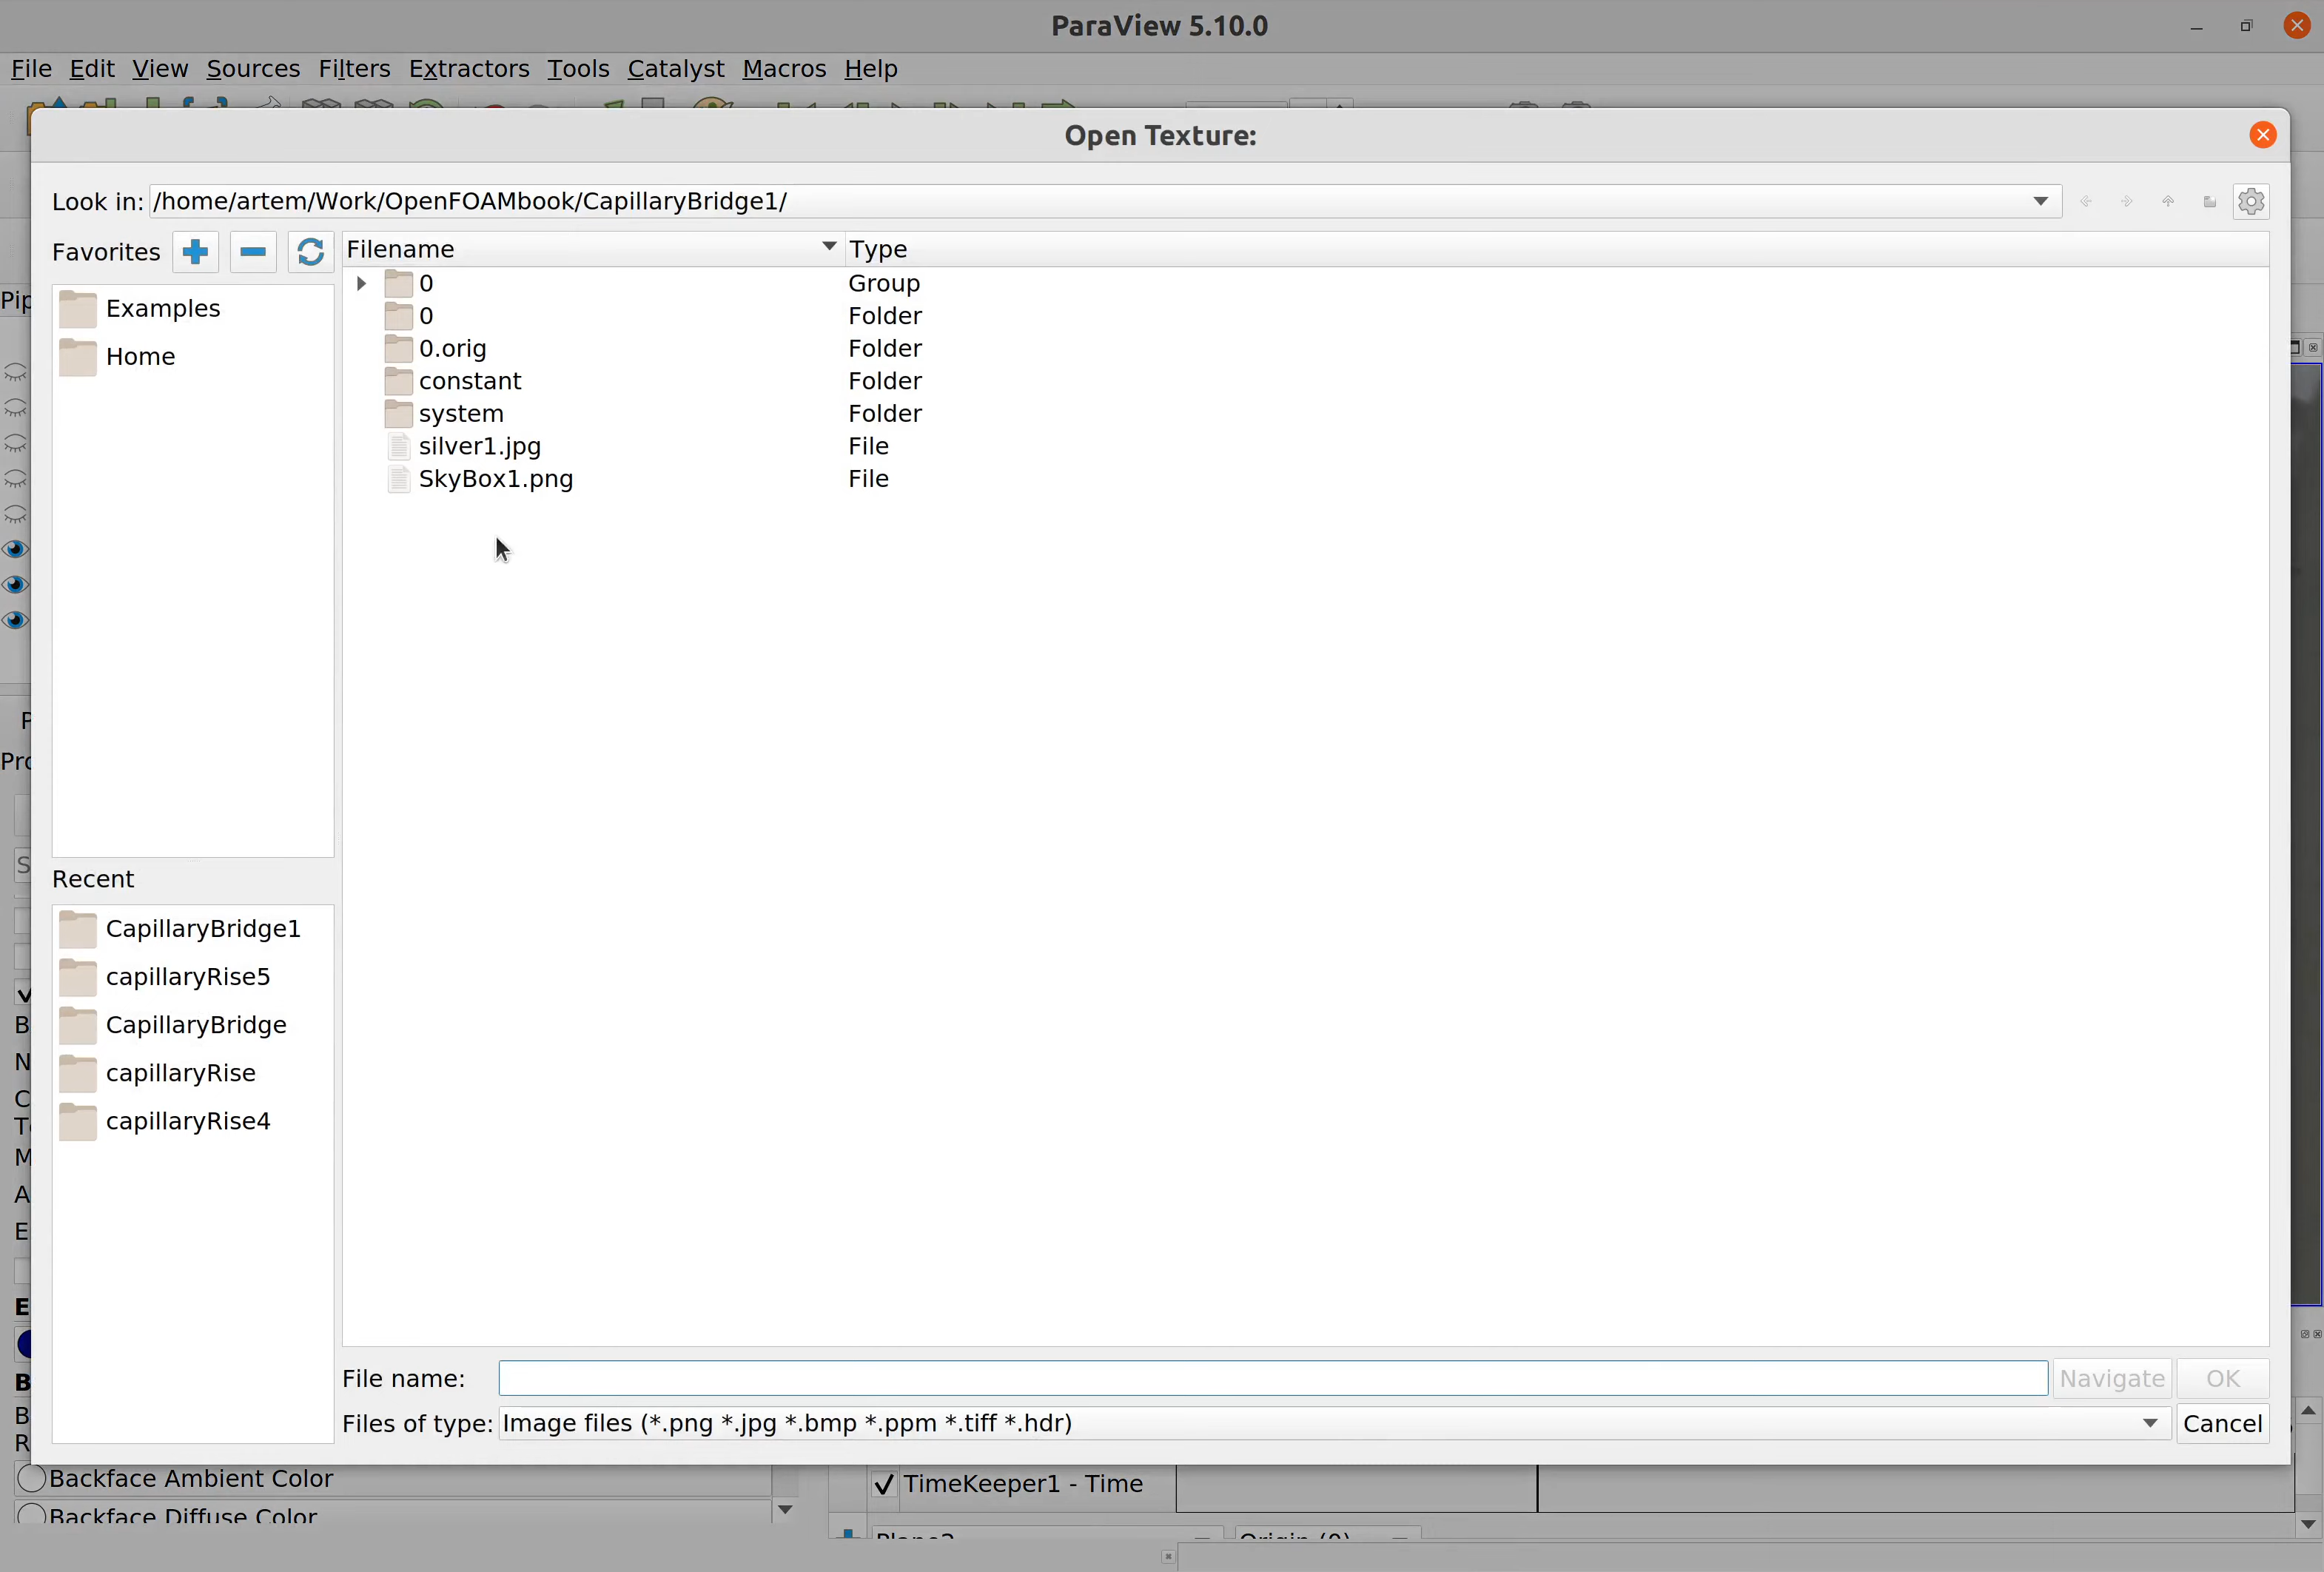 ParaView 5.10.0
File Edit View Sources Filters Extractors Tools Catalyst Macros Help
Open Texture:
Look in: /home/artem/Work/OpenFOAMbook/CapillaryBridge1/
Favorites
Filename Type
0 Group
0 Folder
0.orig Folder
constant Folder
system Folder
silver1.jpg File
SkyBox1.png File
Examples
Home
Recent
CapillaryBridge1
capillaryRise5
CapillaryBridge
capillaryRise
capillaryRise4
File name: Navigate OK
Files of type: Image files (*.png *.jpg *.bmp *.ppm *.tiff *.hdr) Cancel
Backface Ambient Color
Backface Diffuse Color
TimeKeeper1 - Time